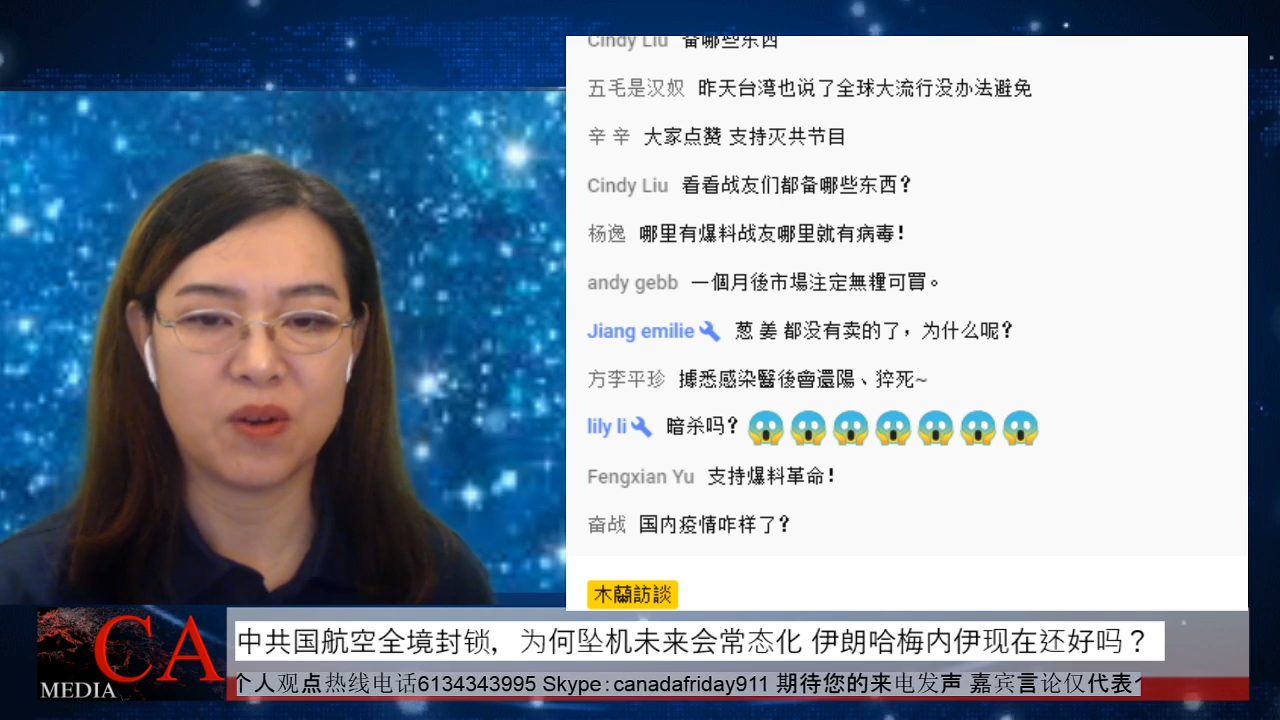 Cindy Liu 备哪些东西
五毛是汉奴 昨天台湾也说了全球大流行没办法避免
辛 辛 大家点赞 支持灭共节目
Cindy Liu 看看战友们都备哪些东西？
杨逸 哪里有爆料战友哪里就有病毒！
andy gebb 一個月後市場注定無糧可買。
Jiang emilie 葱 姜 都没有卖的了，为什么呢？
方李平珍 據悉感染醫後會還陽、猝死~
lily li 暗杀吗？😱😱😱😱😱😱😱
Fengxian Yu 支持爆料革命！
奋战 国内疫情咋样了？
木蘭訪談
CA
MEDIA
中共国航空全境封锁，为何坠机未来会常态化 伊朗哈梅内伊现在还好吗？
个人观点热线电话6134343995 Skype:canadafriday911 期待您的来电发声 嘉宾言论仅代表个